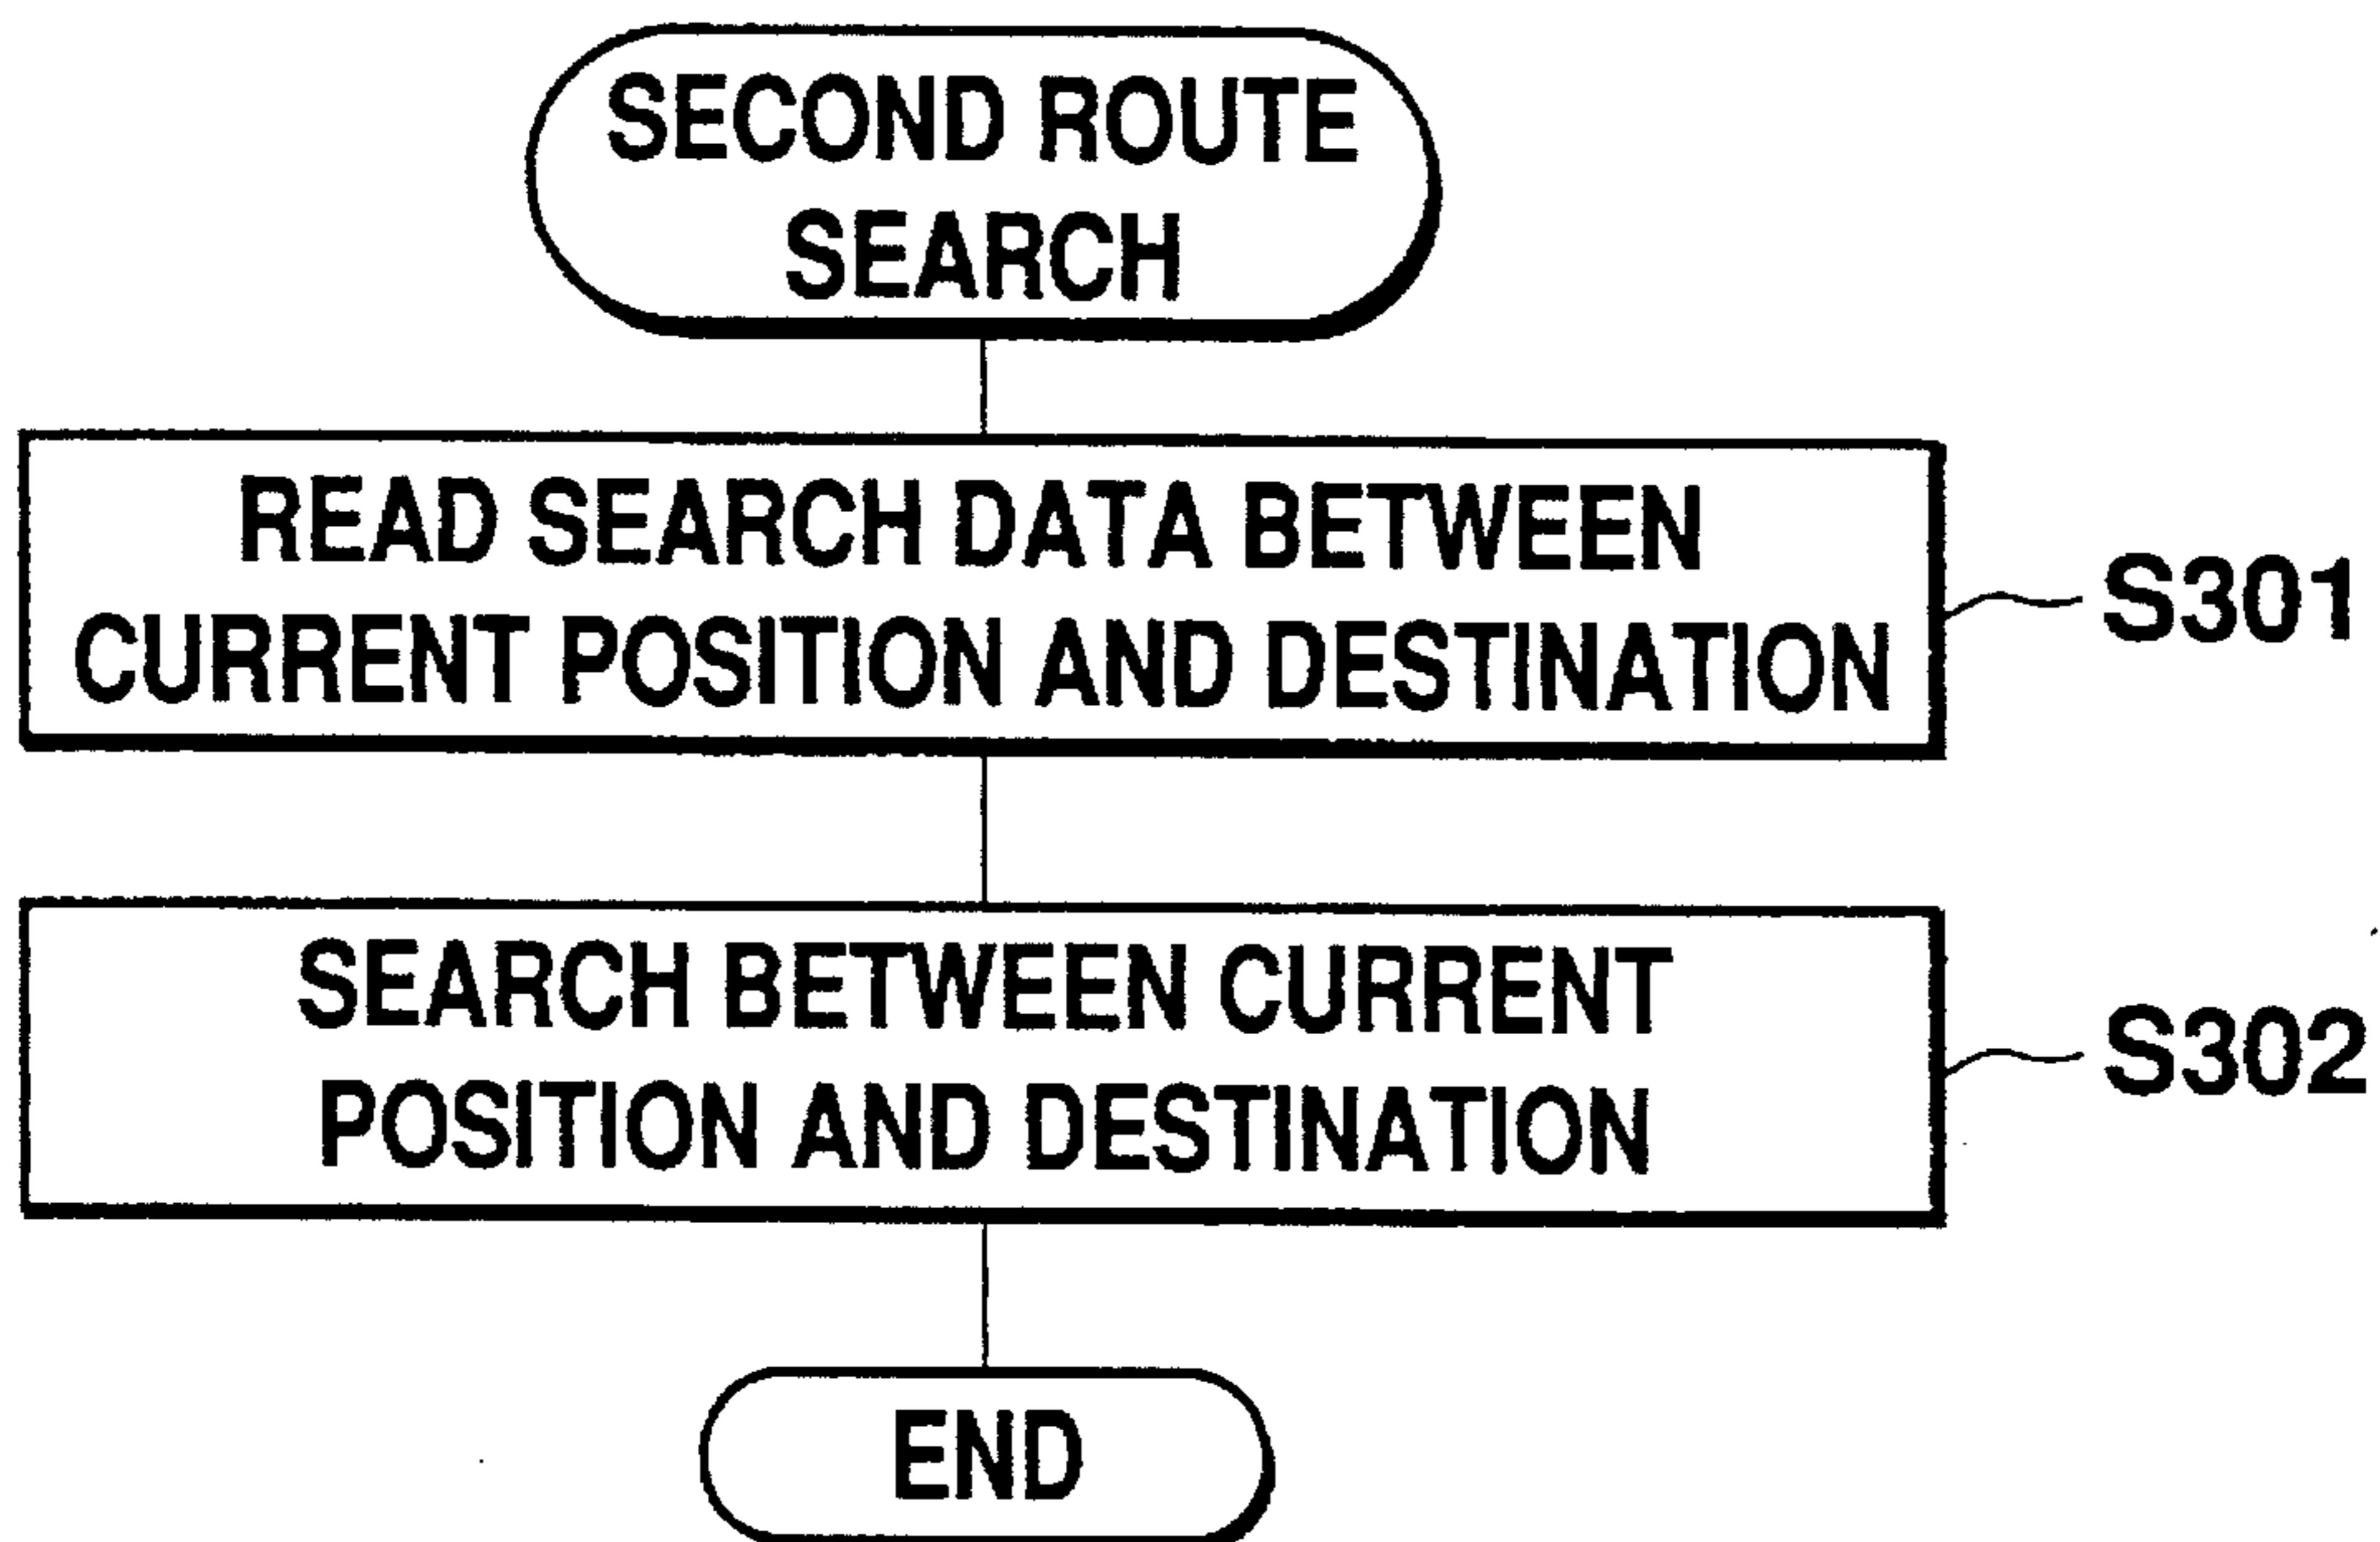 SECOND ROUTE
SEARCH
READ SEARCH DATA BETWEEN
CURRENT POSITION AND DESTINATION
S301
SEARCH BETWEEN CURRENT
POSITION AND DESTINATION
S302
END